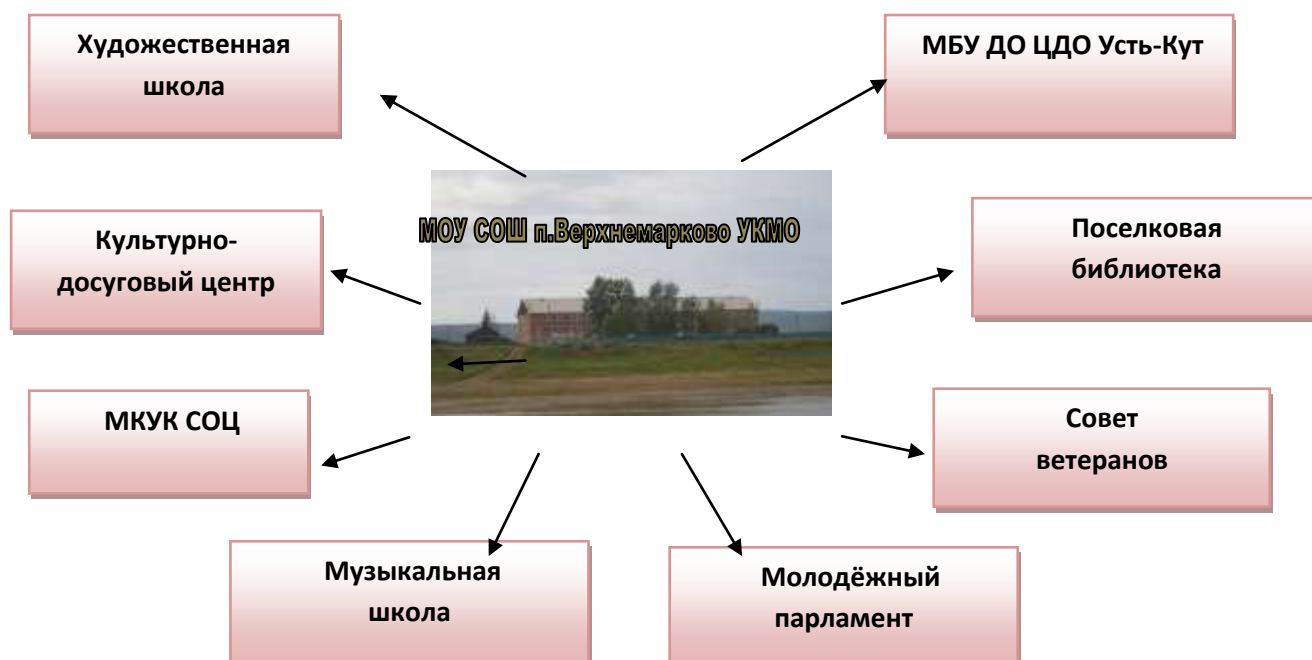 Художественная
школа
МБУ ДО ЦДО Усть-Кут
МОУ СОШ п.Верхнемарково УКМО
Культурно-
досуговый центр
Поселковая
библиотека
МКУК СОЦ
Совет
ветеранов
Музыкальная
школа
Молодёжный
парламент